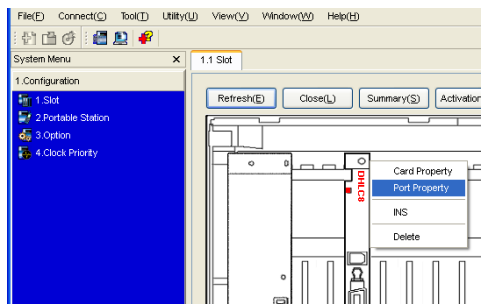 File(F) Connect(C) Tool(T) Utility(U) View(V) Window(W) Help(H)
System Menu
1.1 Slot
1.Configuration
1.Slot
2.Portable Station
3.Option
4.Clock Priority
Refresh(E) Close(L) Summary(S) Activation
DHLC8
Card Property
Port Property
INS
Delete